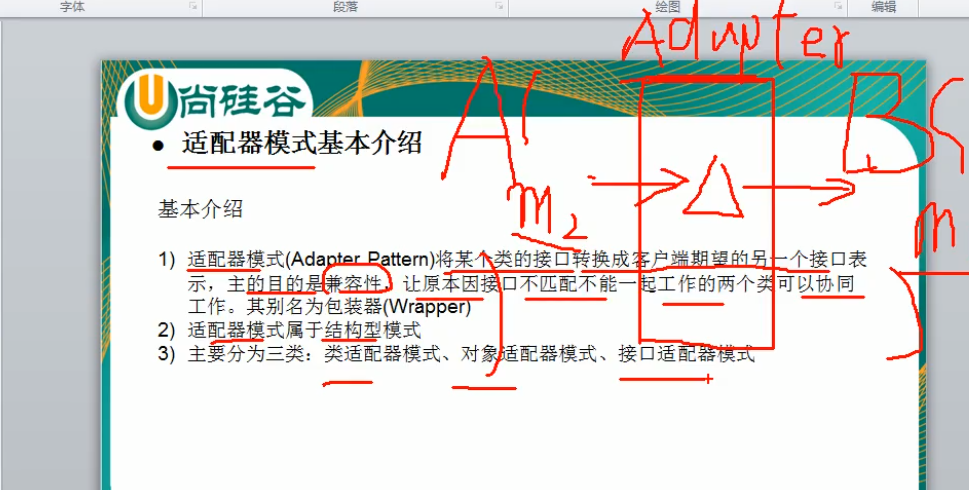 字体
段落
绘图
编辑
Adapter
尚硅谷
A
B
适配器模式基本介绍
m2
m
基本介绍
1) 适配器模式(Adapter Pattern)将某个类的接口转换成客户端期望的另一个接口表
示，主的目的是兼容性，让原本因接口不匹配不能一起工作的两个类可以协同
工作。其别名为包装器(Wrapper)
2) 适配器模式属于结构型模式
3) 主要分为三类：类适配器模式、对象适配器模式、接口适配器模式